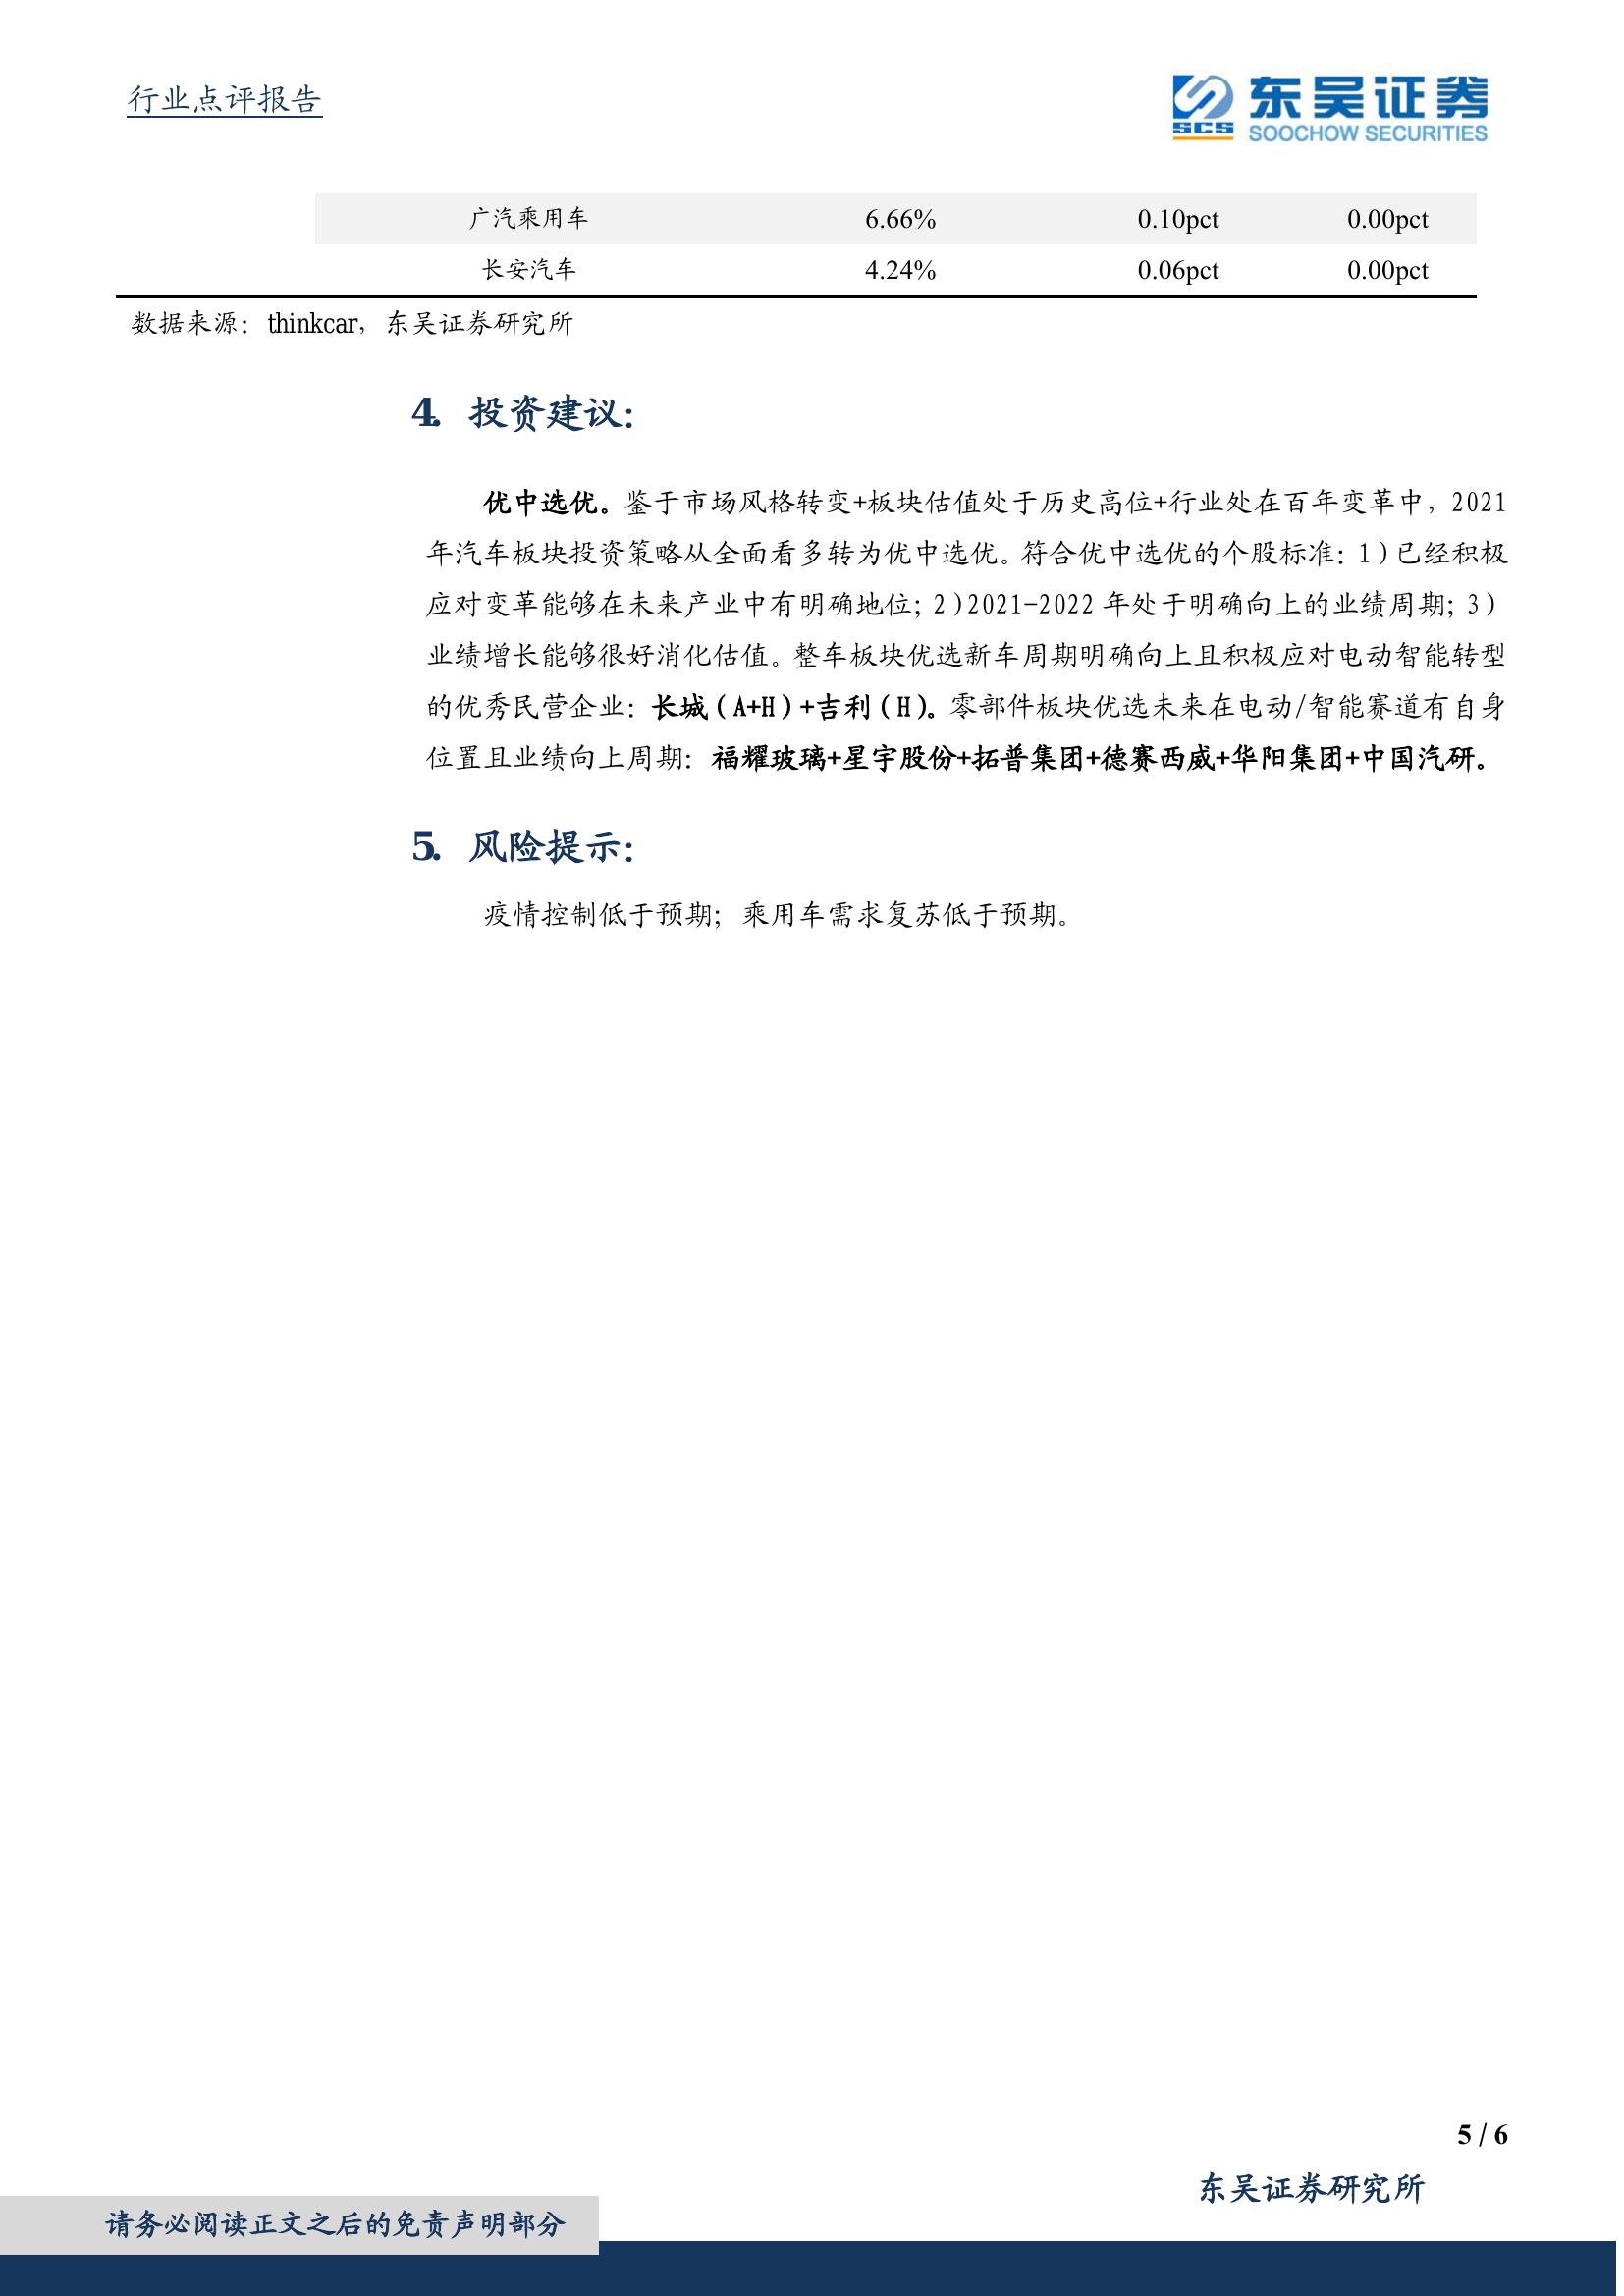 行业点评报告
SCS 东吴证券
SOOCHOW SECURITIES
广汽乘用车 6.66% 0.10pct 0.00pct
长安汽车 4.24% 0.06pct 0.00pct
数据来源：thinkcar，东吴证券研究所
4. 投资建议：
优中选优。鉴于市场风格转变+板块估值处于历史高位+行业处在百年变革中，2021
年汽车板块投资策略从全面看多转为优中选优。符合优中选优的个股标准：1）已经积极
应对变革能够在未来产业中有明确地位；2）2021-2022 年处于明确向上的业绩周期；3）
业绩增长能够很好消化估值。整车板块优选新车周期明确向上且积极应对电动智能转型
的优秀民营企业：长城（A+H）+吉利（H）。零部件板块优选未来在电动/智能赛道有自身
位置且业绩向上周期：福耀玻璃+星宇股份+拓普集团+德赛西威+华阳集团+中国汽研。
5. 风险提示：
疫情控制低于预期；乘用车需求复苏低于预期。
5 / 6
东吴证券研究所
请务必阅读正文之后的免责声明部分